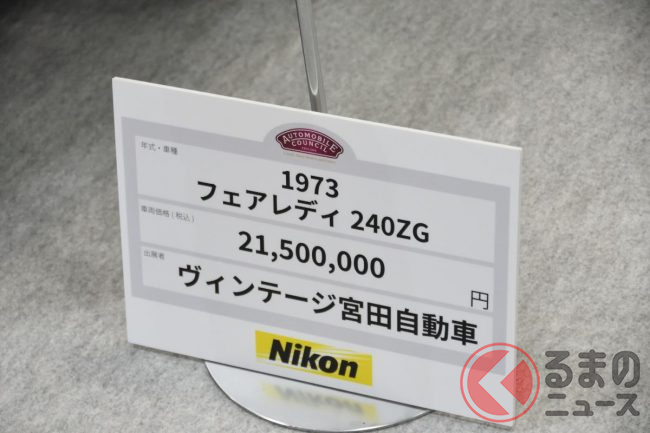 AUTOMOBILE
COUNCIL
年式・車種
1973
フェアレディ 240ZG
車両価格(税込)
21,500,000
円
出展者
ヴィンテージ宮田自動車
Nikon
くるまの
ニュース